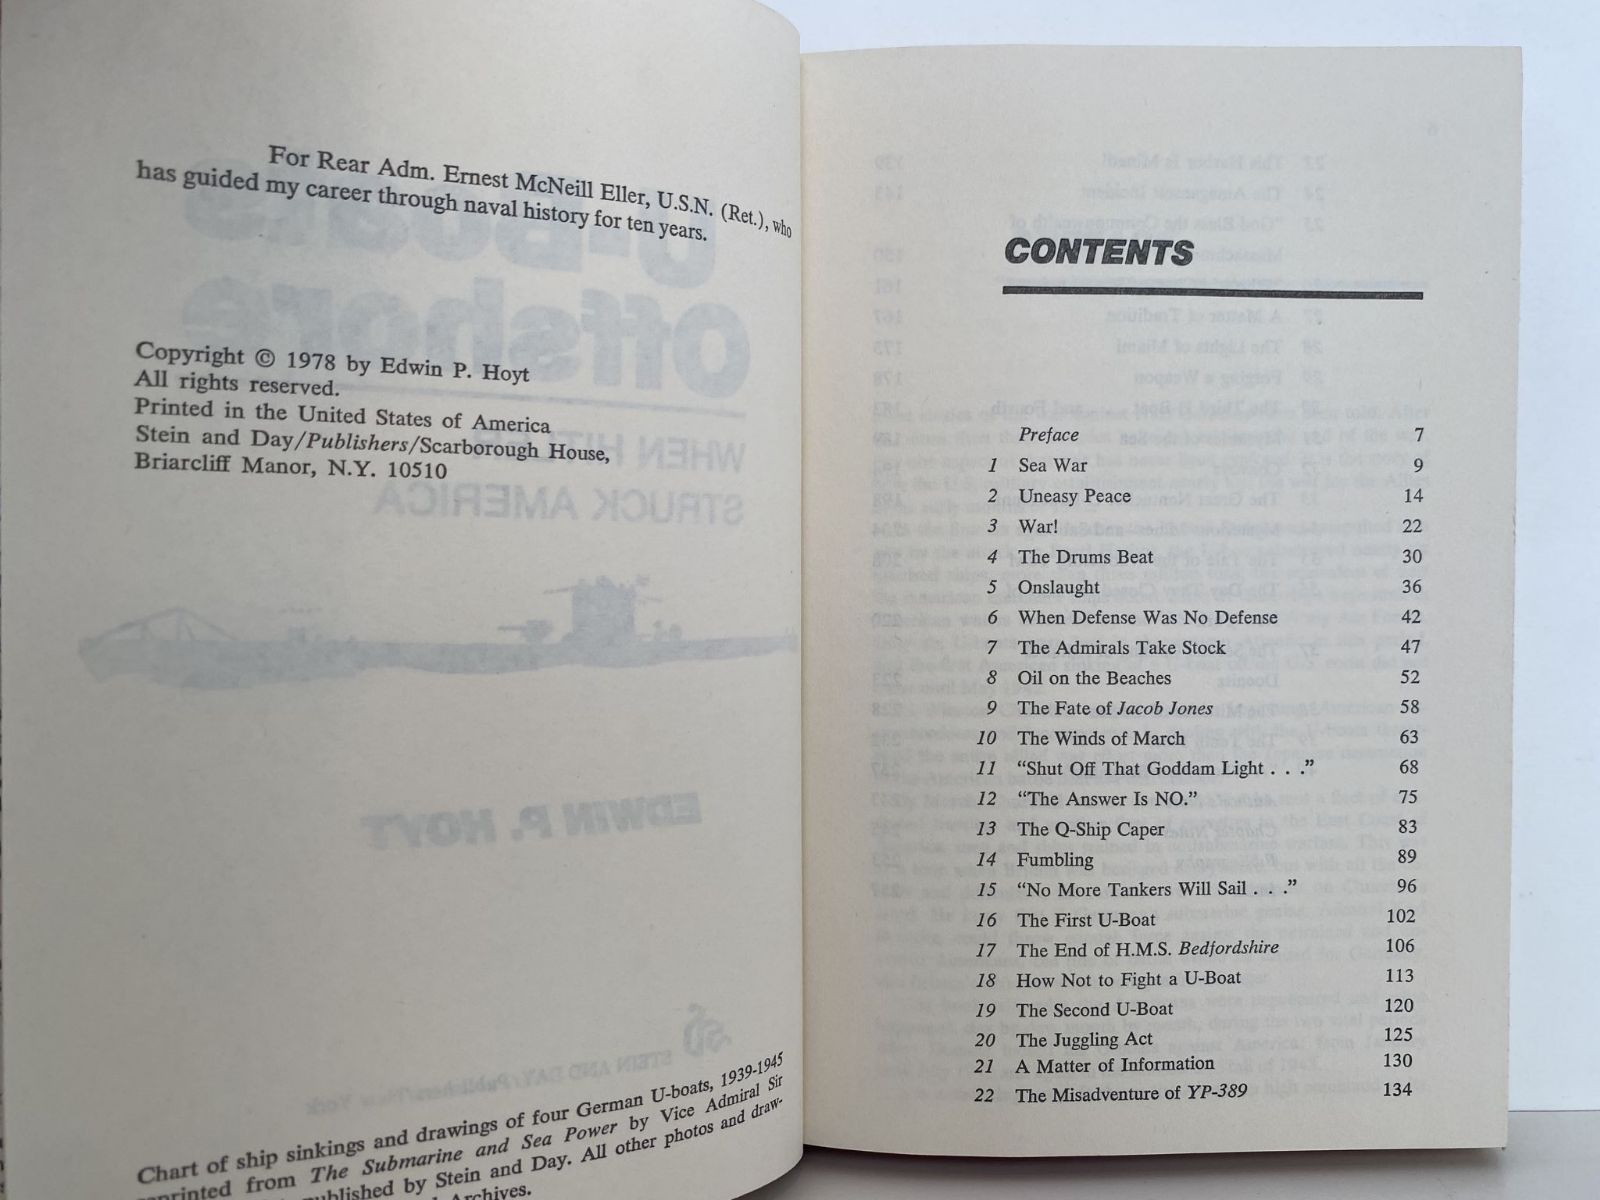 For Rear Adm. Ernest McNeill Eller, U.S.N. (Ret.), who
has guided my career through naval history for ten years.
Copyright © 1978 by Edwin P. Hoyt
All rights reserved.
Printed in the United States of America
Stein and Day/Publishers/Scarborough House,
Briarcliff Manor, N.Y. 10510
Chart of ship sinkings and drawings of four German U-boats, 1939-1945
reprinted from The Submarine and Sea Power by Vice Admiral Sir
published by Stein and Day. All other photos and draw-
Archives.
CONTENTS
Preface 7
1 Sea War 9
2 Uneasy Peace 14
3 War! 22
4 The Drums Beat 30
5 Onslaught 36
6 When Defense Was No Defense 42
7 The Admirals Take Stock 47
8 Oil on the Beaches 52
9 The Fate of Jacob Jones 58
10 The Winds of March 63
11 “Shut Off That Goddam Light . . .” 68
12 “The Answer Is NO.” 75
13 The Q-Ship Caper 83
14 Fumbling 89
15 “No More Tankers Will Sail . . .” 96
16 The First U-Boat 102
17 The End of H.M.S. Bedfordshire 106
18 How Not to Fight a U-Boat 113
19 The Second U-Boat 120
20 The Juggling Act 125
21 A Matter of Information 130
22 The Misadventure of YP-389 134